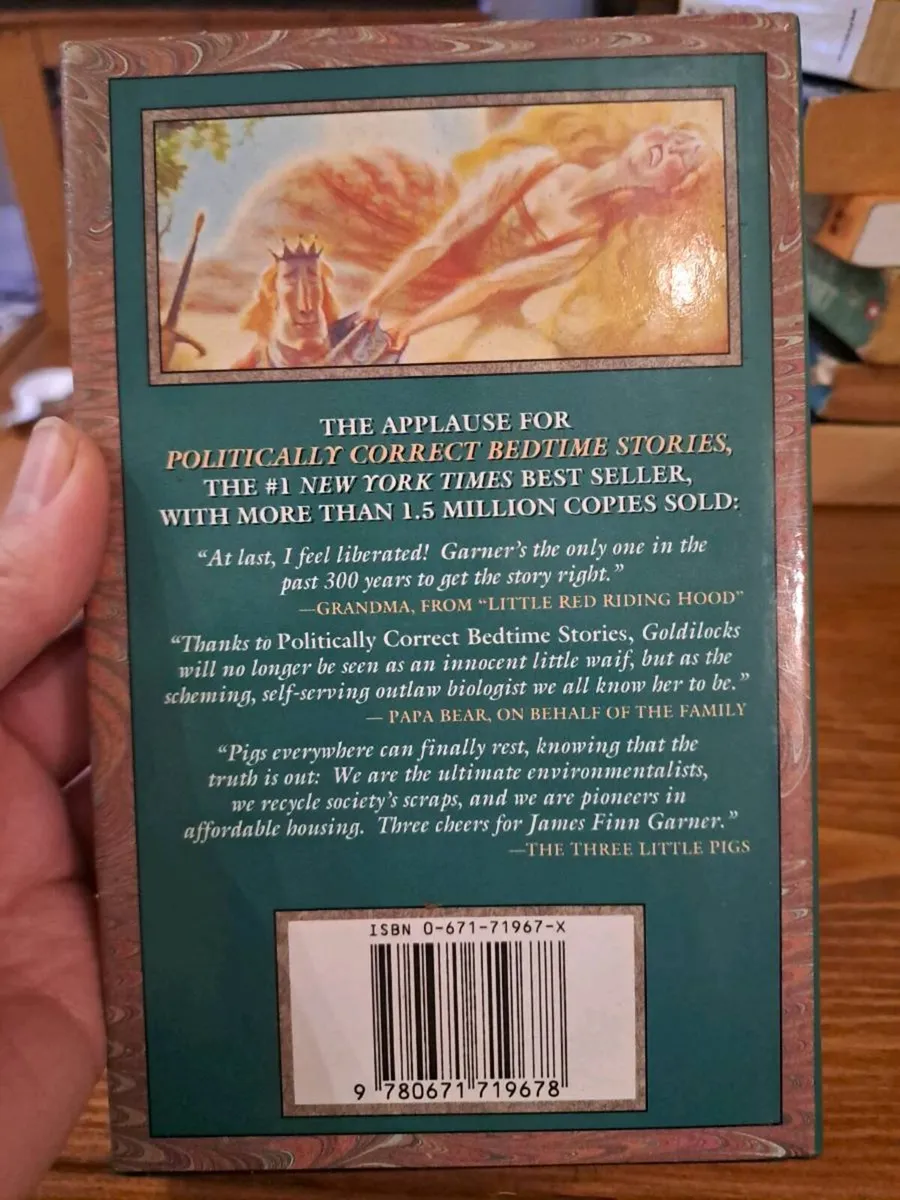 THE APPLAUSE FOR
POLITICALLY CORRECT BEDTIME STORIES,
THE #1 NEW YORK TIMES BEST SELLER,
WITH MORE THAN 1.5 MILLION COPIES SOLD:
“At last, I feel liberated! Garner’s the only one in the
past 300 years to get the story right.”
—GRANDMA, FROM “LITTLE RED RIDING HOOD”
“Thanks to Politically Correct Bedtime Stories, Goldilocks
will no longer be seen as an innocent little waif, but as the
scheming, self-serving outlaw biologist we all know her to be.”
— PAPA BEAR, ON BEHALF OF THE FAMILY
“Pigs everywhere can finally rest, knowing that the
truth is out: We are the ultimate environmentalists,
we recycle society’s scraps, and we are pioneers in
affordable housing. Three cheers for James Finn Garner.”
—THE THREE LITTLE PIGS
ISBN 0-671-71967-X
9 780671 719678